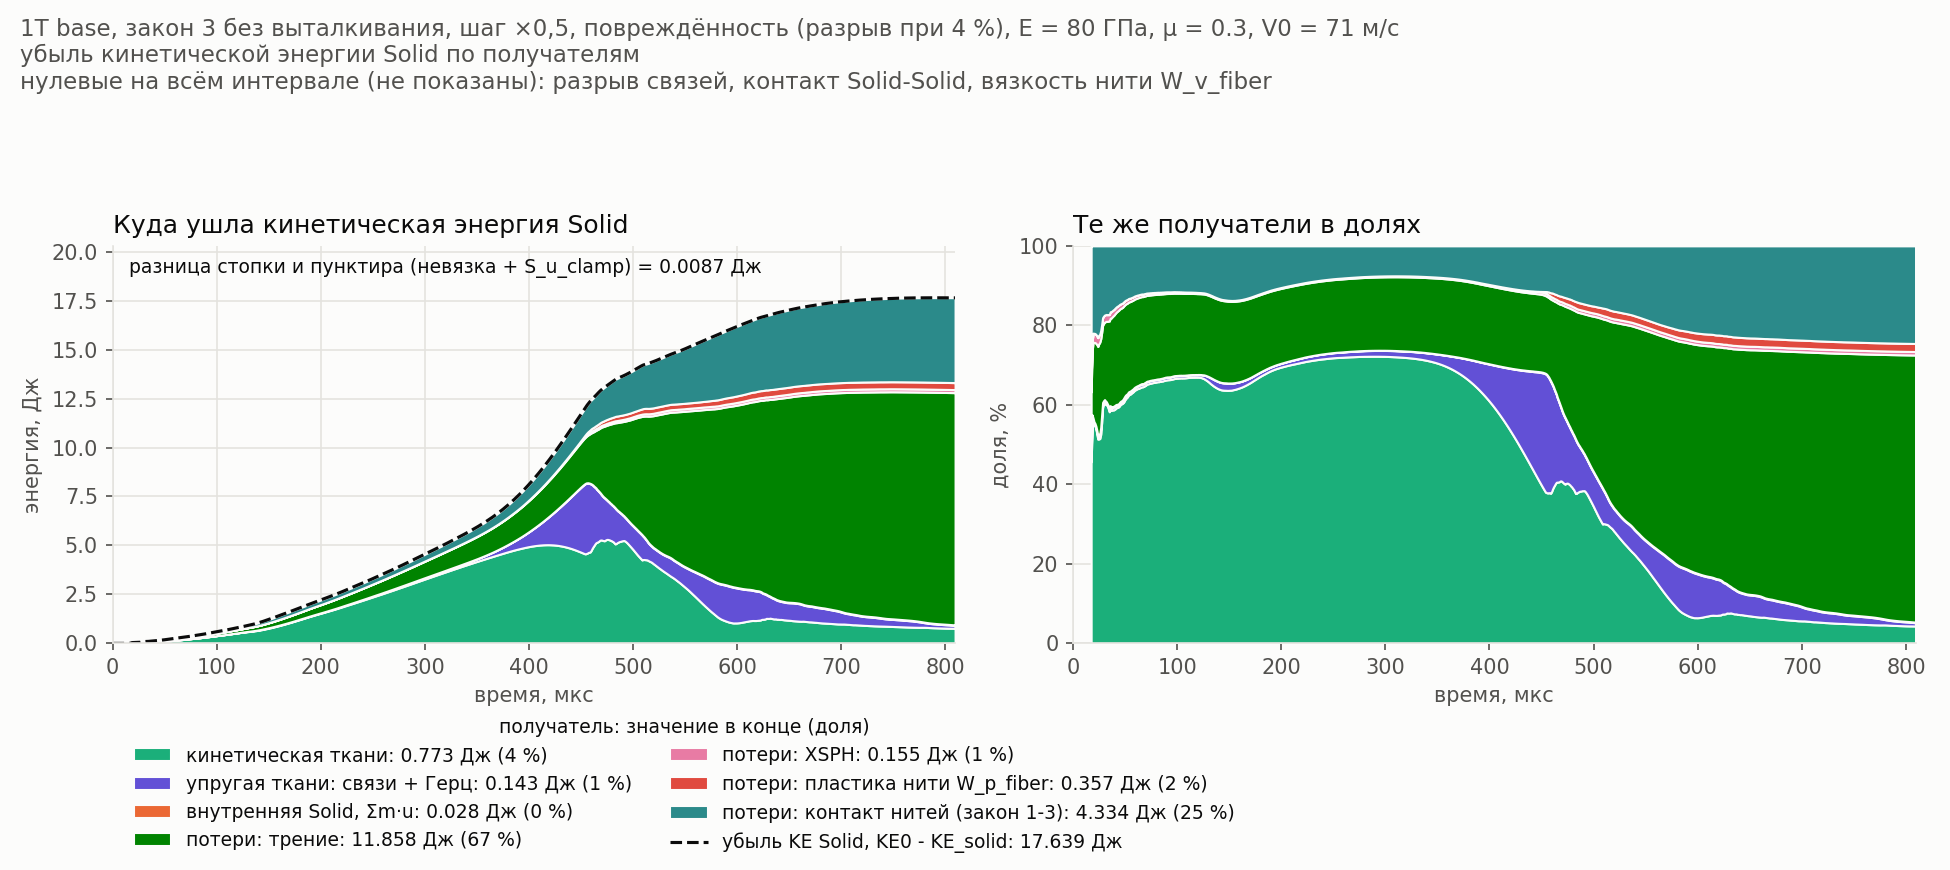 1T base, закон 3 без выталкивания, шаг ×0,5, повреждённость (разрыв при 4 %), E = 80 ГПа, μ = 0.3, V0 = 71 м/с
убыль кинетической энергии Solid по получателям
нулевые на всём интервале (не показаны): разрыв связей, контакт Solid-Solid, вязкость нити W_v_fiber
Куда ушла кинетическая энергия Solid
разница стопки и пунктира (невязка + S_u_clamp) = 0.0087 Дж
энергия, Дж
20.0
17.5
15.0
12.5
10.0
7.5
5.0
2.5
0.0
0 100 200 300 400 500 600 700 800
время, мкс
Те же получатели в долях
доля, %
100
80
60
40
20
0
0 100 200 300 400 500 600 700 800
время, мкс
получатель: значение в конце (доля)
кинетическая ткани: 0.773 Дж (4 %)
упругая ткани: связи + Герц: 0.143 Дж (1 %)
внутренняя Solid, Σm·u: 0.028 Дж (0 %)
потери: трение: 11.858 Дж (67 %)
потери: XSPH: 0.155 Дж (1 %)
потери: пластика нити W_p_fiber: 0.357 Дж (2 %)
потери: контакт нитей (закон 1-3): 4.334 Дж (25 %)
убыль KE Solid, KE0 - KE_solid: 17.639 Дж